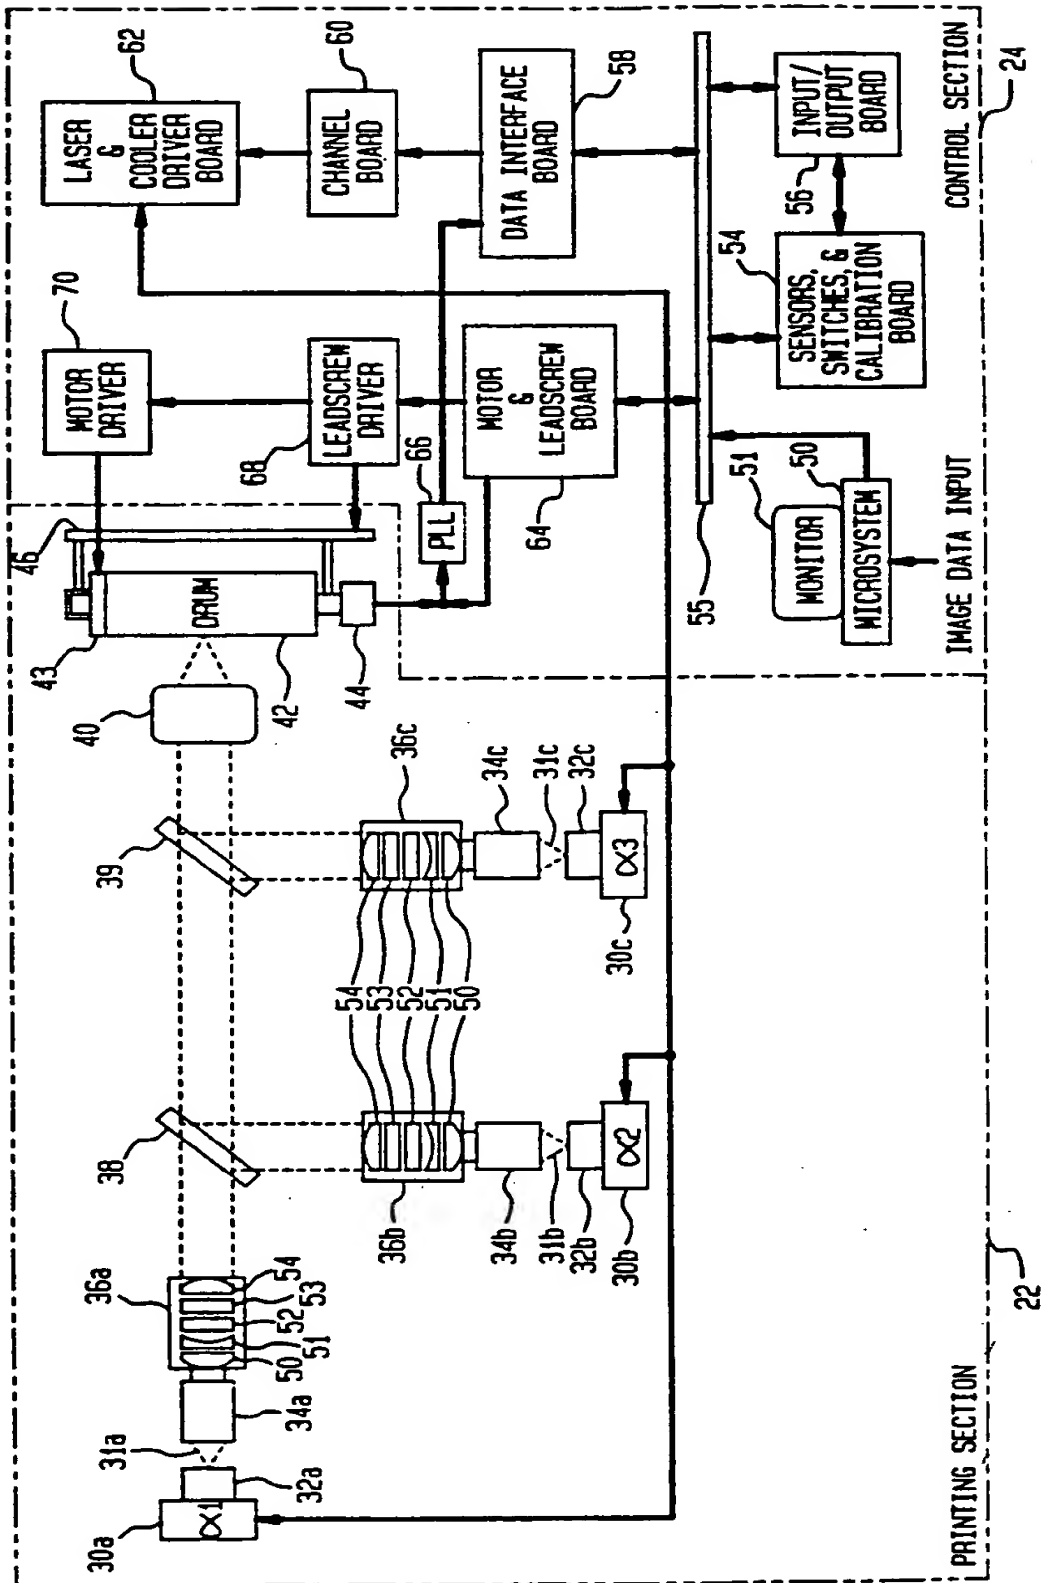 30a
31a
36a
38
39
40
43
46
70
62
MOTOR
DRIVER
LASER
&
COOLER
DRIVER
BOARD
α1
DRUM
32a
34a
50
51
52
53
54
42
44
68
LEADSCREW
DRIVER
60
CHANNEL
BOARD
36b
54
53
52
51
50
36c
66
PLL
34b
31b
32b
30b
α2
34c
31c
32c
30c
α3
64
MOTOR
&
LEADSCREW
BOARD
58
DATA INTERFACE
BOARD
55
51
MONITOR
50
MICROSYSTEM
54
SENSORS,
SWITCHES, &
CALIBRATION
BOARD
56
INPUT/
OUTPUT
BOARD
PRINTING SECTION
IMAGE DATA INPUT
CONTROL SECTION
22
24